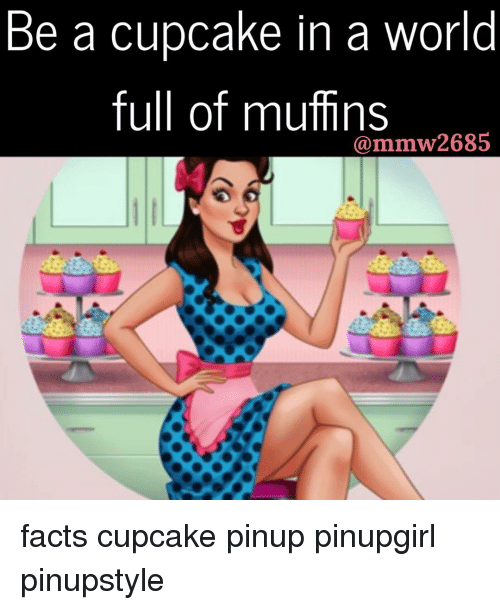 Be a cupcake in a world
full of muffins
@mmw2685
facts cupcake pinup pinupgirl
pinupstyle